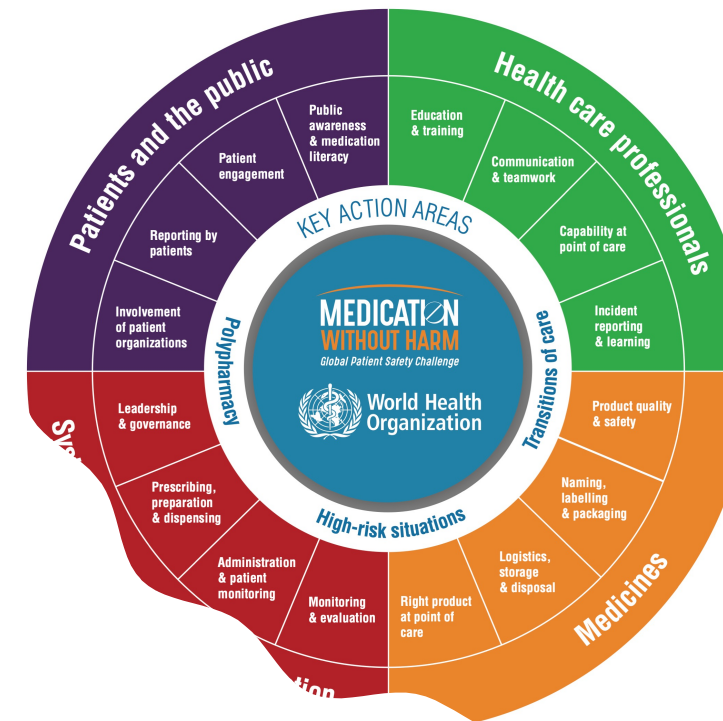 Patients and the public
Health care professionals
Public
awareness
& medication
literacy
Patient
engagement
Reporting by
patients
Involvement
of patient
organizations
Education
& training
Communication
& teamwork
Capability at
point of care
Incident
reporting
& learning
KEY ACTION AREAS
Polypharmacy
Transitions of care
High-risk situations
MEDICATION
WITHOUT HARM
Global Patient Safety Challenge
World Health
Organization
Leadership
& governance
Prescribing,
preparation
& dispensing
Administration
& patient
monitoring
Monitoring
& evaluation
Product quality
& safety
Naming,
labelling
& packaging
Logistics,
storage
& disposal
Right product
at point of
care
Medicines